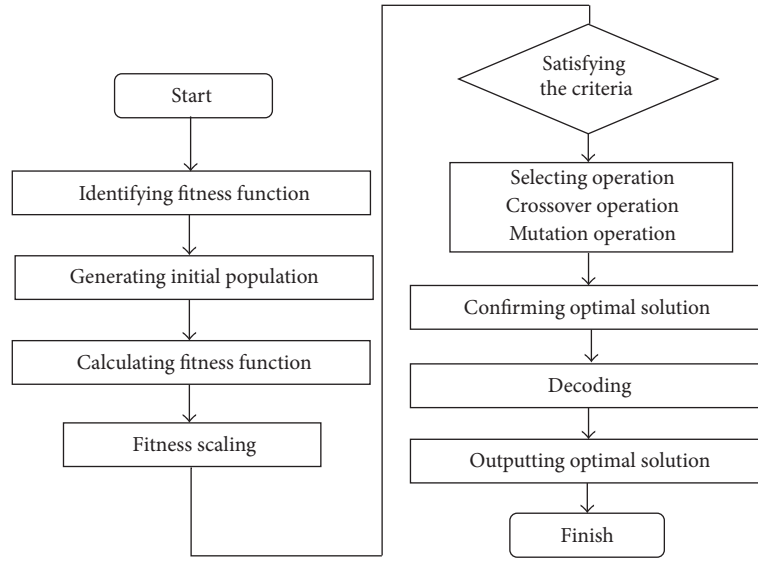 Start
Identifying fitness function
Generating initial population
Calculating fitness function
Fitness scaling
Satisfying
the criteria
Selecting operation
Crossover operation
Mutation operation
Confirming optimal solution
Decoding
Outputting optimal solution
Finish